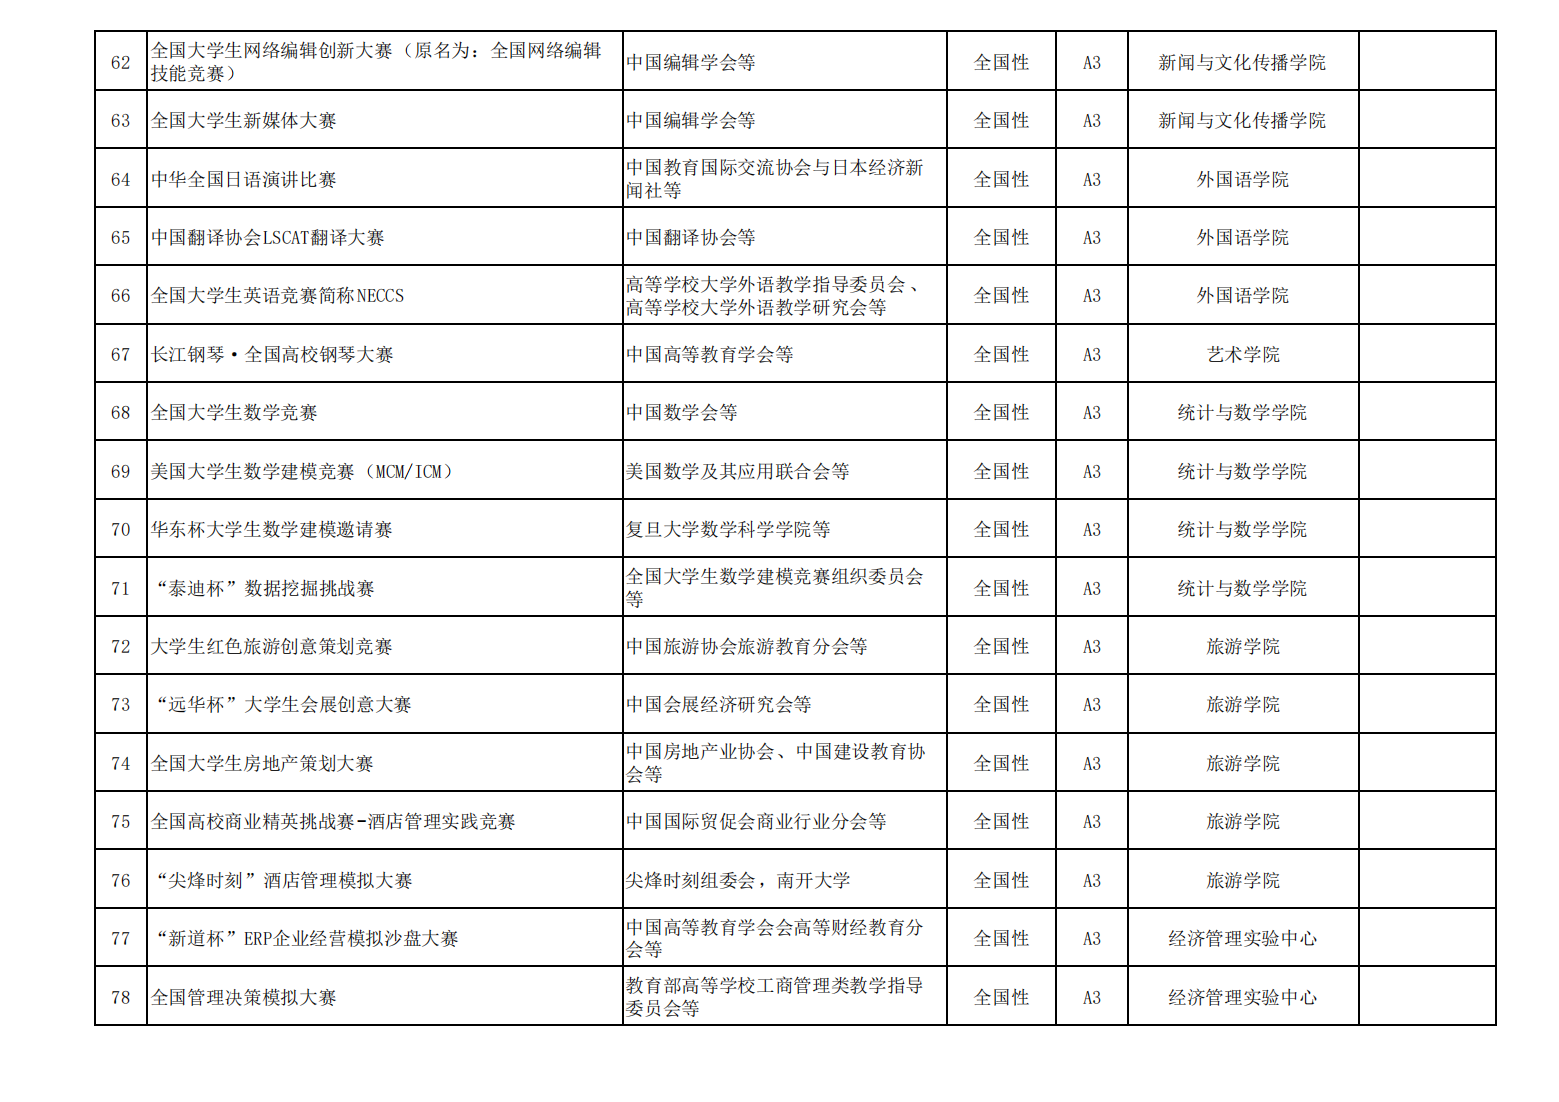 62 全国大学生网络编辑创新大赛（原名为：全国网络编辑技能竞赛） 中国编辑学会等 全国性 A3 新闻与文化传播学院
63 全国大学生新媒体大赛 中国编辑学会等 全国性 A3 新闻与文化传播学院
64 中华全国日语演讲比赛 中国教育国际交流协会与日本经济新闻社等 全国性 A3 外国语学院
65 中国翻译协会LSCAT翻译大赛 中国翻译协会等 全国性 A3 外国语学院
66 全国大学生英语竞赛简称NECCS 高等学校大学外语教学指导委员会、高等学校大学外语教学研究会等 全国性 A3 外国语学院
67 长江钢琴·全国高校钢琴大赛 中国高等教育学会等 全国性 A3 艺术学院
68 全国大学生数学竞赛 中国数学会等 全国性 A3 统计与数学学院
69 美国大学生数学建模竞赛（MCM/ICM） 美国数学及其应用联合会等 全国性 A3 统计与数学学院
70 华东杯大学生数学建模邀请赛 复旦大学数学科学学院等 全国性 A3 统计与数学学院
71 “泰迪杯”数据挖掘挑战赛 全国大学生数学建模竞赛组织委员会等 全国性 A3 统计与数学学院
72 大学生红色旅游创意策划竞赛 中国旅游协会旅游教育分会等 全国性 A3 旅游学院
73 “远华杯”大学生会展创意大赛 中国会展经济研究会等 全国性 A3 旅游学院
74 全国大学生房地产策划大赛 中国房地产业协会、中国建设教育协会等 全国性 A3 旅游学院
75 全国高校商业精英挑战赛-酒店管理实践竞赛 中国国际贸促会商业行业分会等 全国性 A3 旅游学院
76 “尖烽时刻”酒店管理模拟大赛 尖烽时刻组委会，南开大学 全国性 A3 旅游学院
77 “新道杯”ERP企业经营模拟沙盘大赛 中国高等教育学会会高等财经教育分会等 全国性 A3 经济管理实验中心
78 全国管理决策模拟大赛 教育部高等学校工商管理类教学指导委员会等 全国性 A3 经济管理实验中心